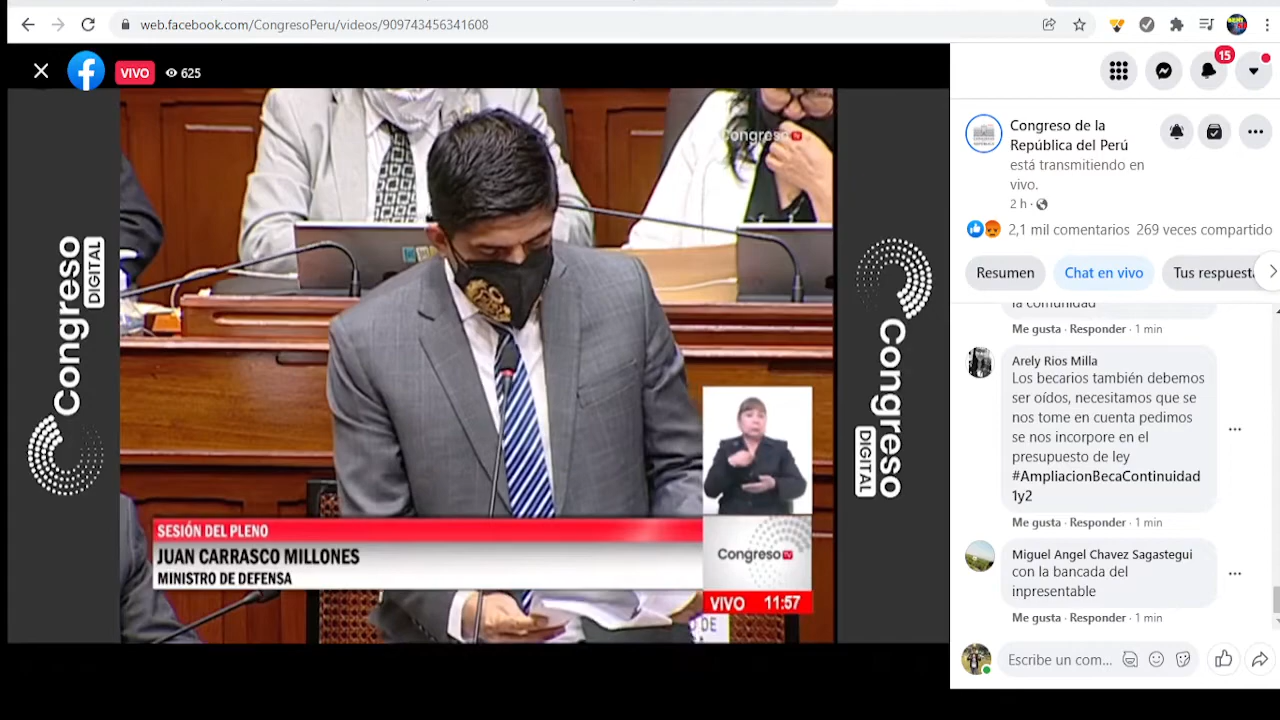 web.facebook.com/CongresoPeru/videos/909743456341608
VIVO
625
15
Congreso
Congreso
DIGITAL
Congreso
DIGITAL
SESIÓN DEL PLENO
JUAN CARRASCO MILLONES
MINISTRO DE DEFENSA
Congreso TV
VIVO 11:57
DE
Congreso de la
República del Perú
está transmitiendo en
vivo.
2 h ·
2,1 mil comentarios 269 veces compartido
Resumen
Chat en vivo
Tus respuesta
la comunidad
Me gusta · Responder · 1 min
Arely Rios Milla
Los becarios también debemos
ser oídos, necesitamos que se
nos tome en cuenta pedimos
se nos incorpore en el
presupuesto de ley
#AmpliacionBecaContinuidad
1y2
Me gusta · Responder · 1 min
Miguel Angel Chavez Sagastegui
con la bancada del
inpresentable
Me gusta · Responder · 1 min
Escribe un com...